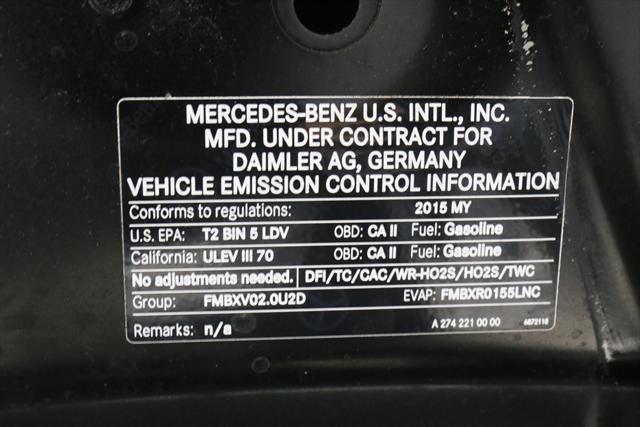 MERCEDES-BENZ U.S. INTL., INC.
MFD. UNDER CONTRACT FOR
DAIMLER AG, GERMANY
VEHICLE EMISSION CONTROL INFORMATION
Conforms to regulations: 2015 MY
U.S. EPA: T2 BIN 5 LDV OBD: CA II Fuel: Gasoline
California: ULEV III 70 OBD: CA II Fuel: Gasoline
No adjustments needed. DFI/TC/CAC/WR-HO2S/HO2S/TWC
Group: FMBXV02.0U2D EVAP: FMBXR0155LNC
Remarks: n/a A 274 221 00 00